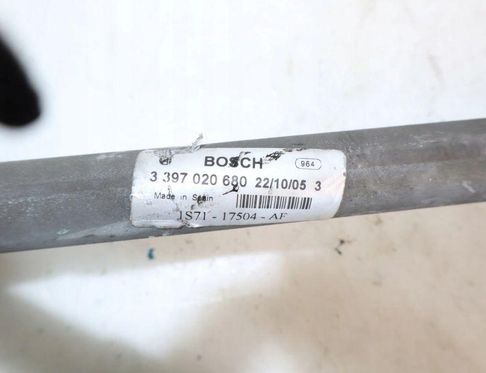 BOSCH 964
3 397 020 680 22/10/05 3
Made in Spain
1S71 - 17504 - AF